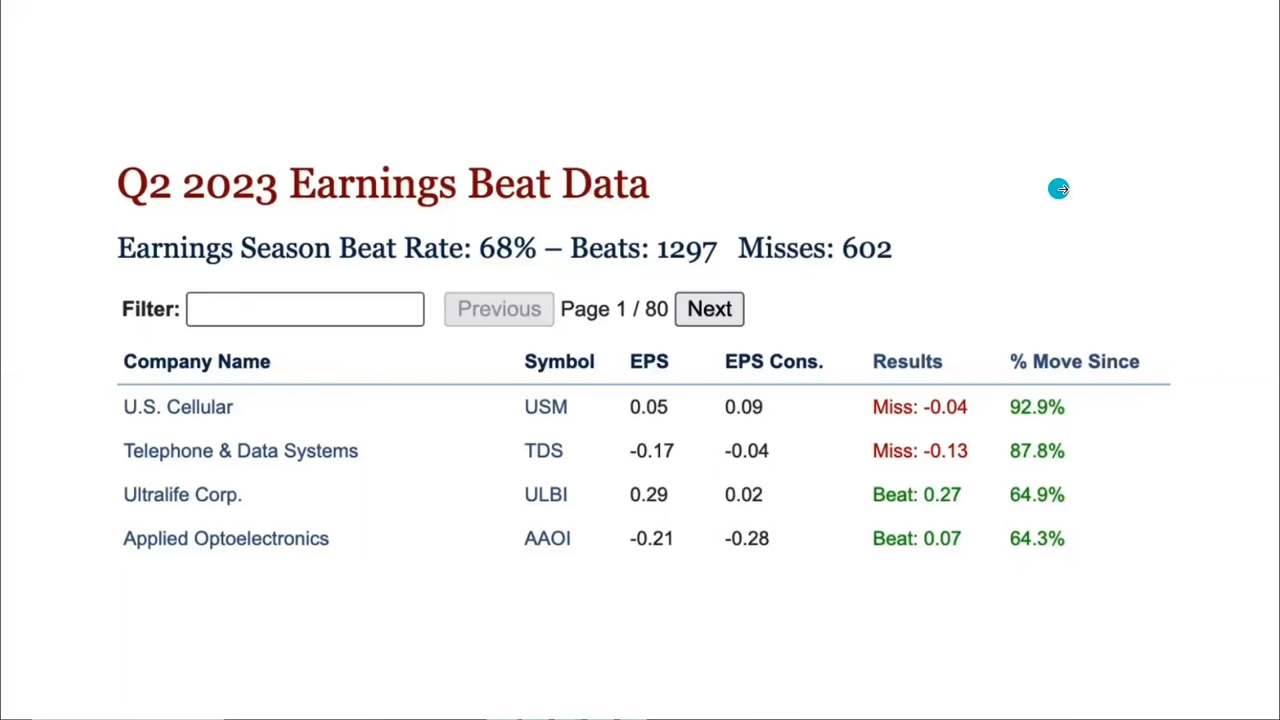 Q2 2023 Earnings Beat Data
Earnings Season Beat Rate: 68% – Beats: 1297 Misses: 602
Filter: Previous Page 1 / 80 Next
Company Name Symbol EPS EPS Cons. Results % Move Since
U.S. Cellular USM 0.05 0.09 Miss: -0.04 92.9%
Telephone & Data Systems TDS -0.17 -0.04 Miss: -0.13 87.8%
Ultralife Corp. ULBI 0.29 0.02 Beat: 0.27 64.9%
Applied Optoelectronics AAOI -0.21 -0.28 Beat: 0.07 64.3%